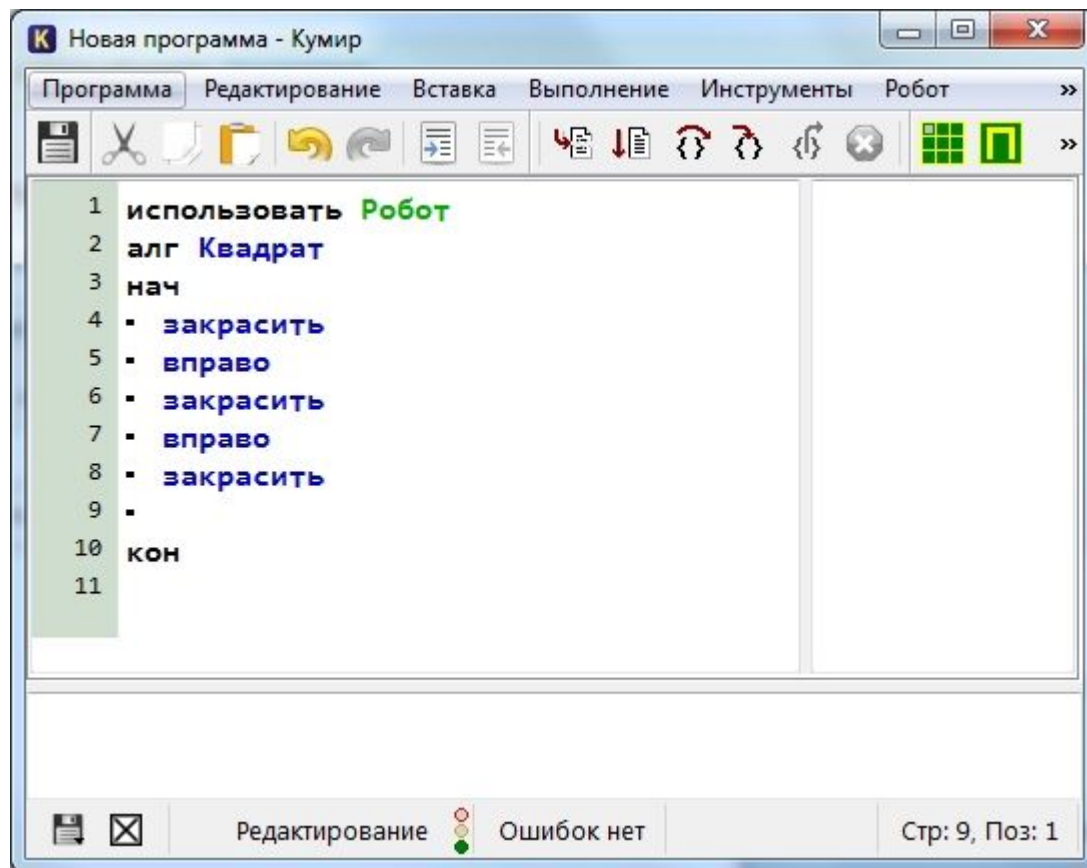 K Новая программа - Кумир
Программа Редактирование Вставка Выполнение Инструменты Робот »
»
1 использовать Робот
2 алг Квадрат
3 нач
4 ▪ закрасить
5 ▪ вправо
6 ▪ закрасить
7 ▪ вправо
8 ▪ закрасить
9 ▪
10 кон
11
Редактирование Ошибок нет Стр: 9, Поз: 1